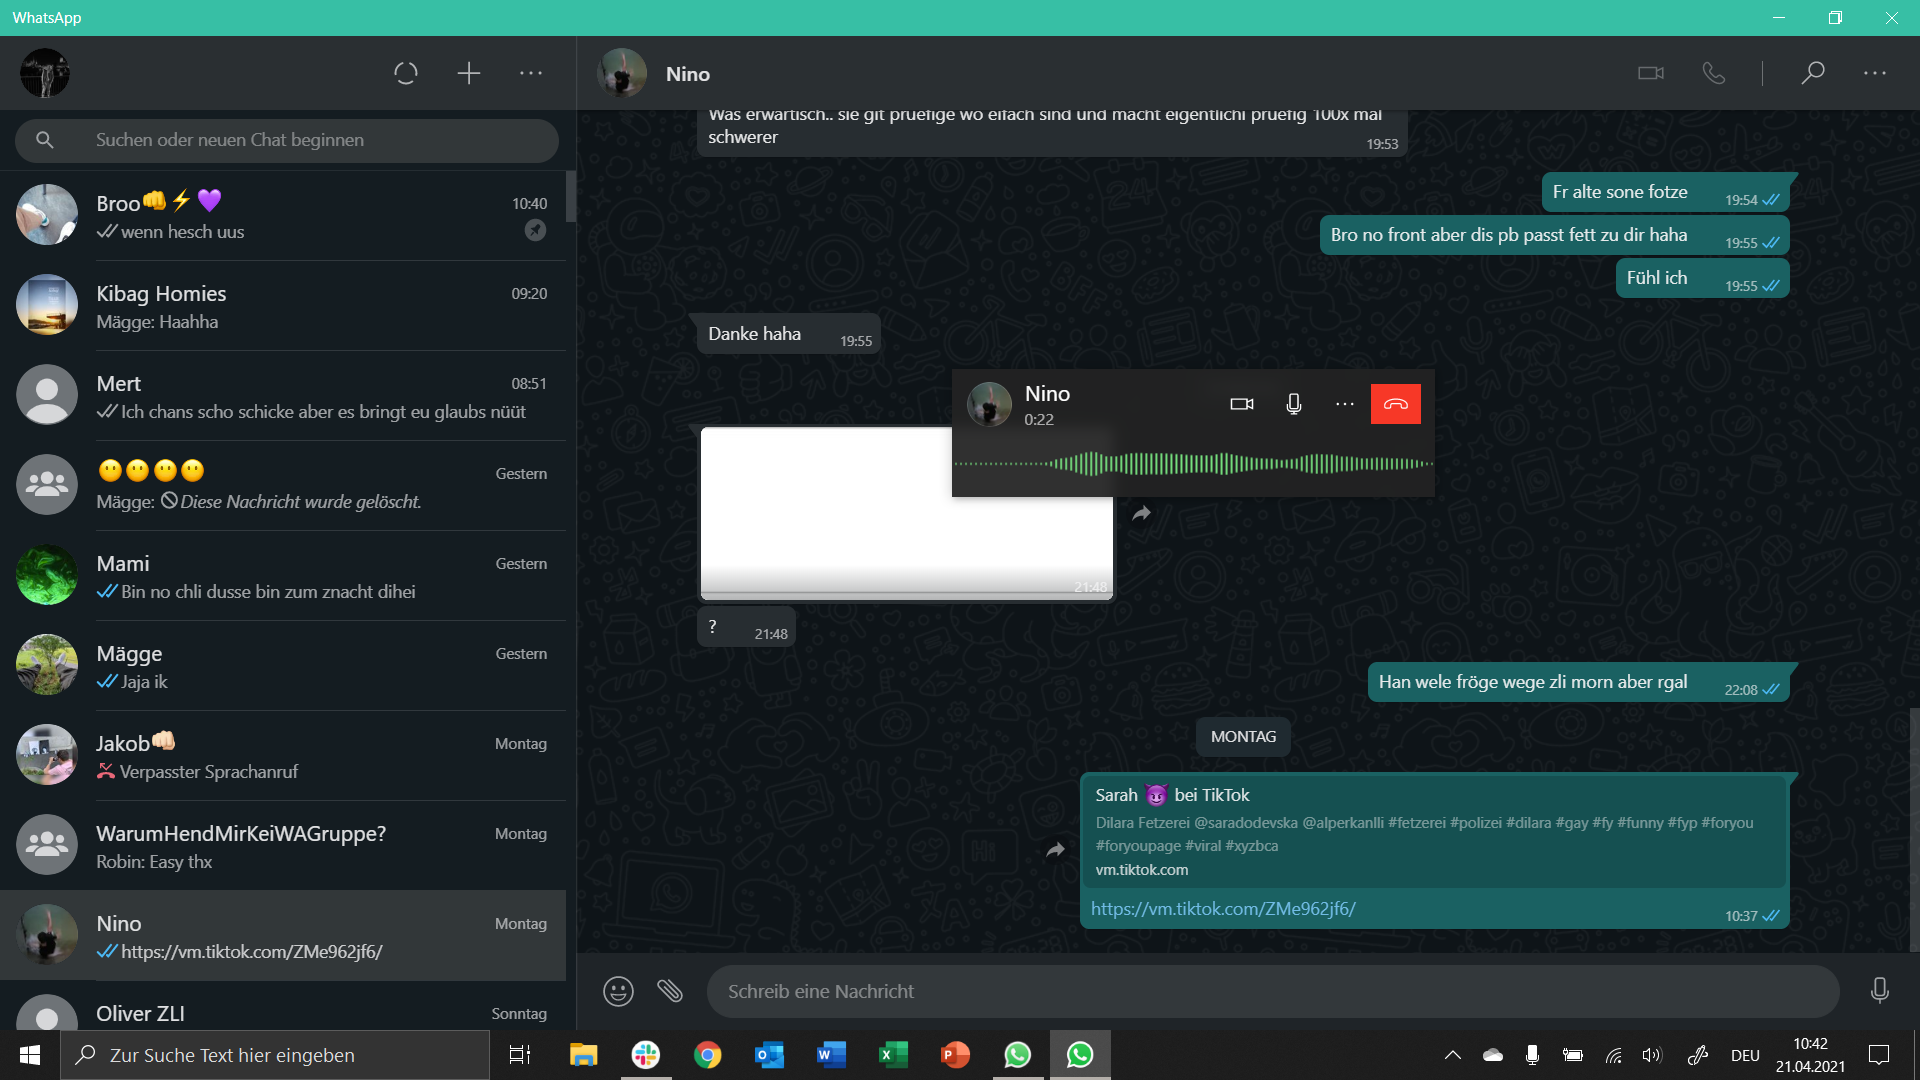 WhatsApp
Suchen oder neuen Chat beginnen
Broo👊⚡💜
10:40
wenn hesch uus
Kibag Homies
09:20
Mägge: Haahha
Mert
08:51
Ich chans scho schicke aber es bringt eu glaubs nüüt
😶😶😶😶
Gestern
Mägge: Diese Nachricht wurde gelöscht.
Mami
Gestern
Bin no chli dusse bin zum znacht dihei
Mägge
Gestern
Jaja ik
Jakob👊🏻
Montag
Verpasster Sprachanruf
WarumHendMirKeiWAGruppe?
Montag
Robin: Easy thx
Nino
Montag
https://vm.tiktok.com/ZMe962jf6/
Oliver ZLI
Sonntag
Nino
Was erwartisch.. sie git pruefige wo eifach sind und macht eigentlichi pruefig 100x mal
schwerer
19:53
Fr alte sone fotze
19:54
Bro no front aber dis pb passt fett zu dir haha
19:55
Fühl ich
19:55
Danke haha
19:55
Nino
0:22
21:48
?
21:48
Han wele fröge wege zli morn aber rgal
22:08
MONTAG
Sarah 😈 bei TikTok
Dilara Fetzerei @saradodevska @alperkanlli #fetzerei #polizei #dilara #gay #fy #funny #fyp #foryou
#foryoupage #viral #xyzbca
vm.tiktok.com
https://vm.tiktok.com/ZMe962jf6/
10:37
Schreib eine Nachricht
Zur Suche Text hier eingeben
DEU
10:42
21.04.2021